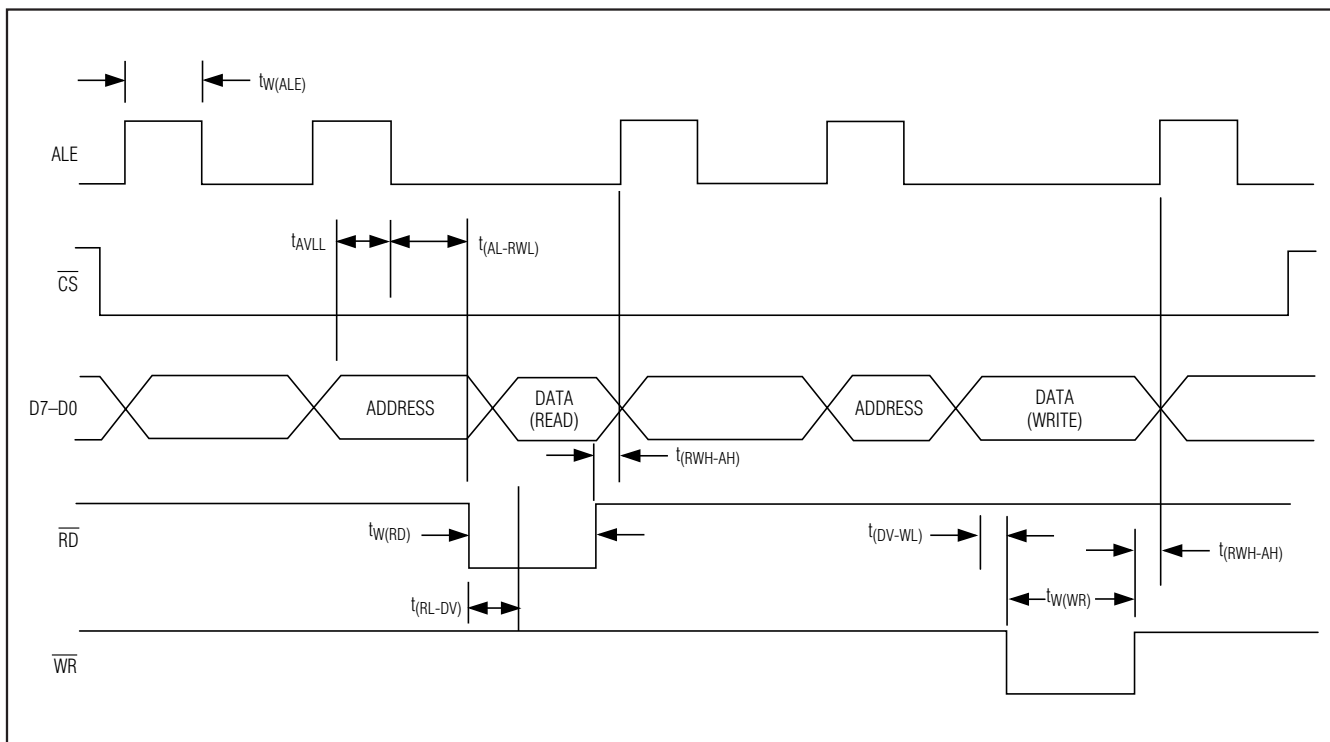 tW(ALE)
ALE
tAVLL
t(AL-RWL)
CS
D7–D0
ADDRESS
DATA
(READ)
ADDRESS
DATA
(WRITE)
t(RWH-AH)
RD
tW(RD)
t(DV-WL)
t(RWH-AH)
t(RL-DV)
tW(WR)
WR